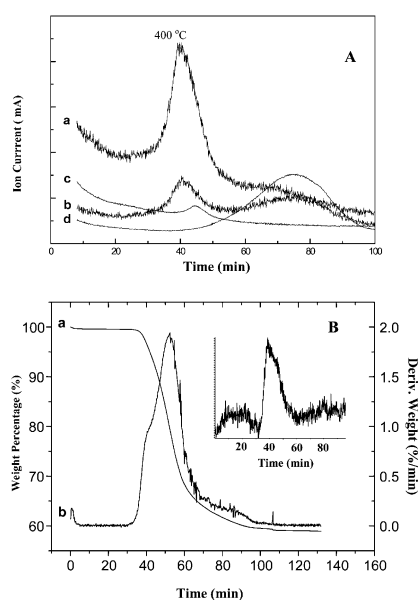 400 °C
A
a
c
b
d
Ion Currrent ( mA)
0 20 40 60 80 100
Time (min)
B
a
b
100
90
80
70
60
Weight Percentage (%)
2.0
1.5
1.0
0.5
0.0
Deriv. Weight (%/min)
20 40 60 80
Time (min)
0 20 40 60 80 100 120 140 160
Time (min)